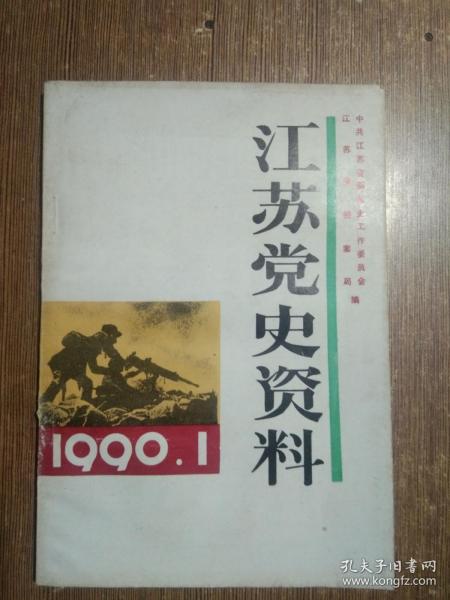 江苏党史资料
中共江苏省委党史工作委员会
江苏省档案局 编
1990.1
孔夫子旧书网
www.kongfz.com